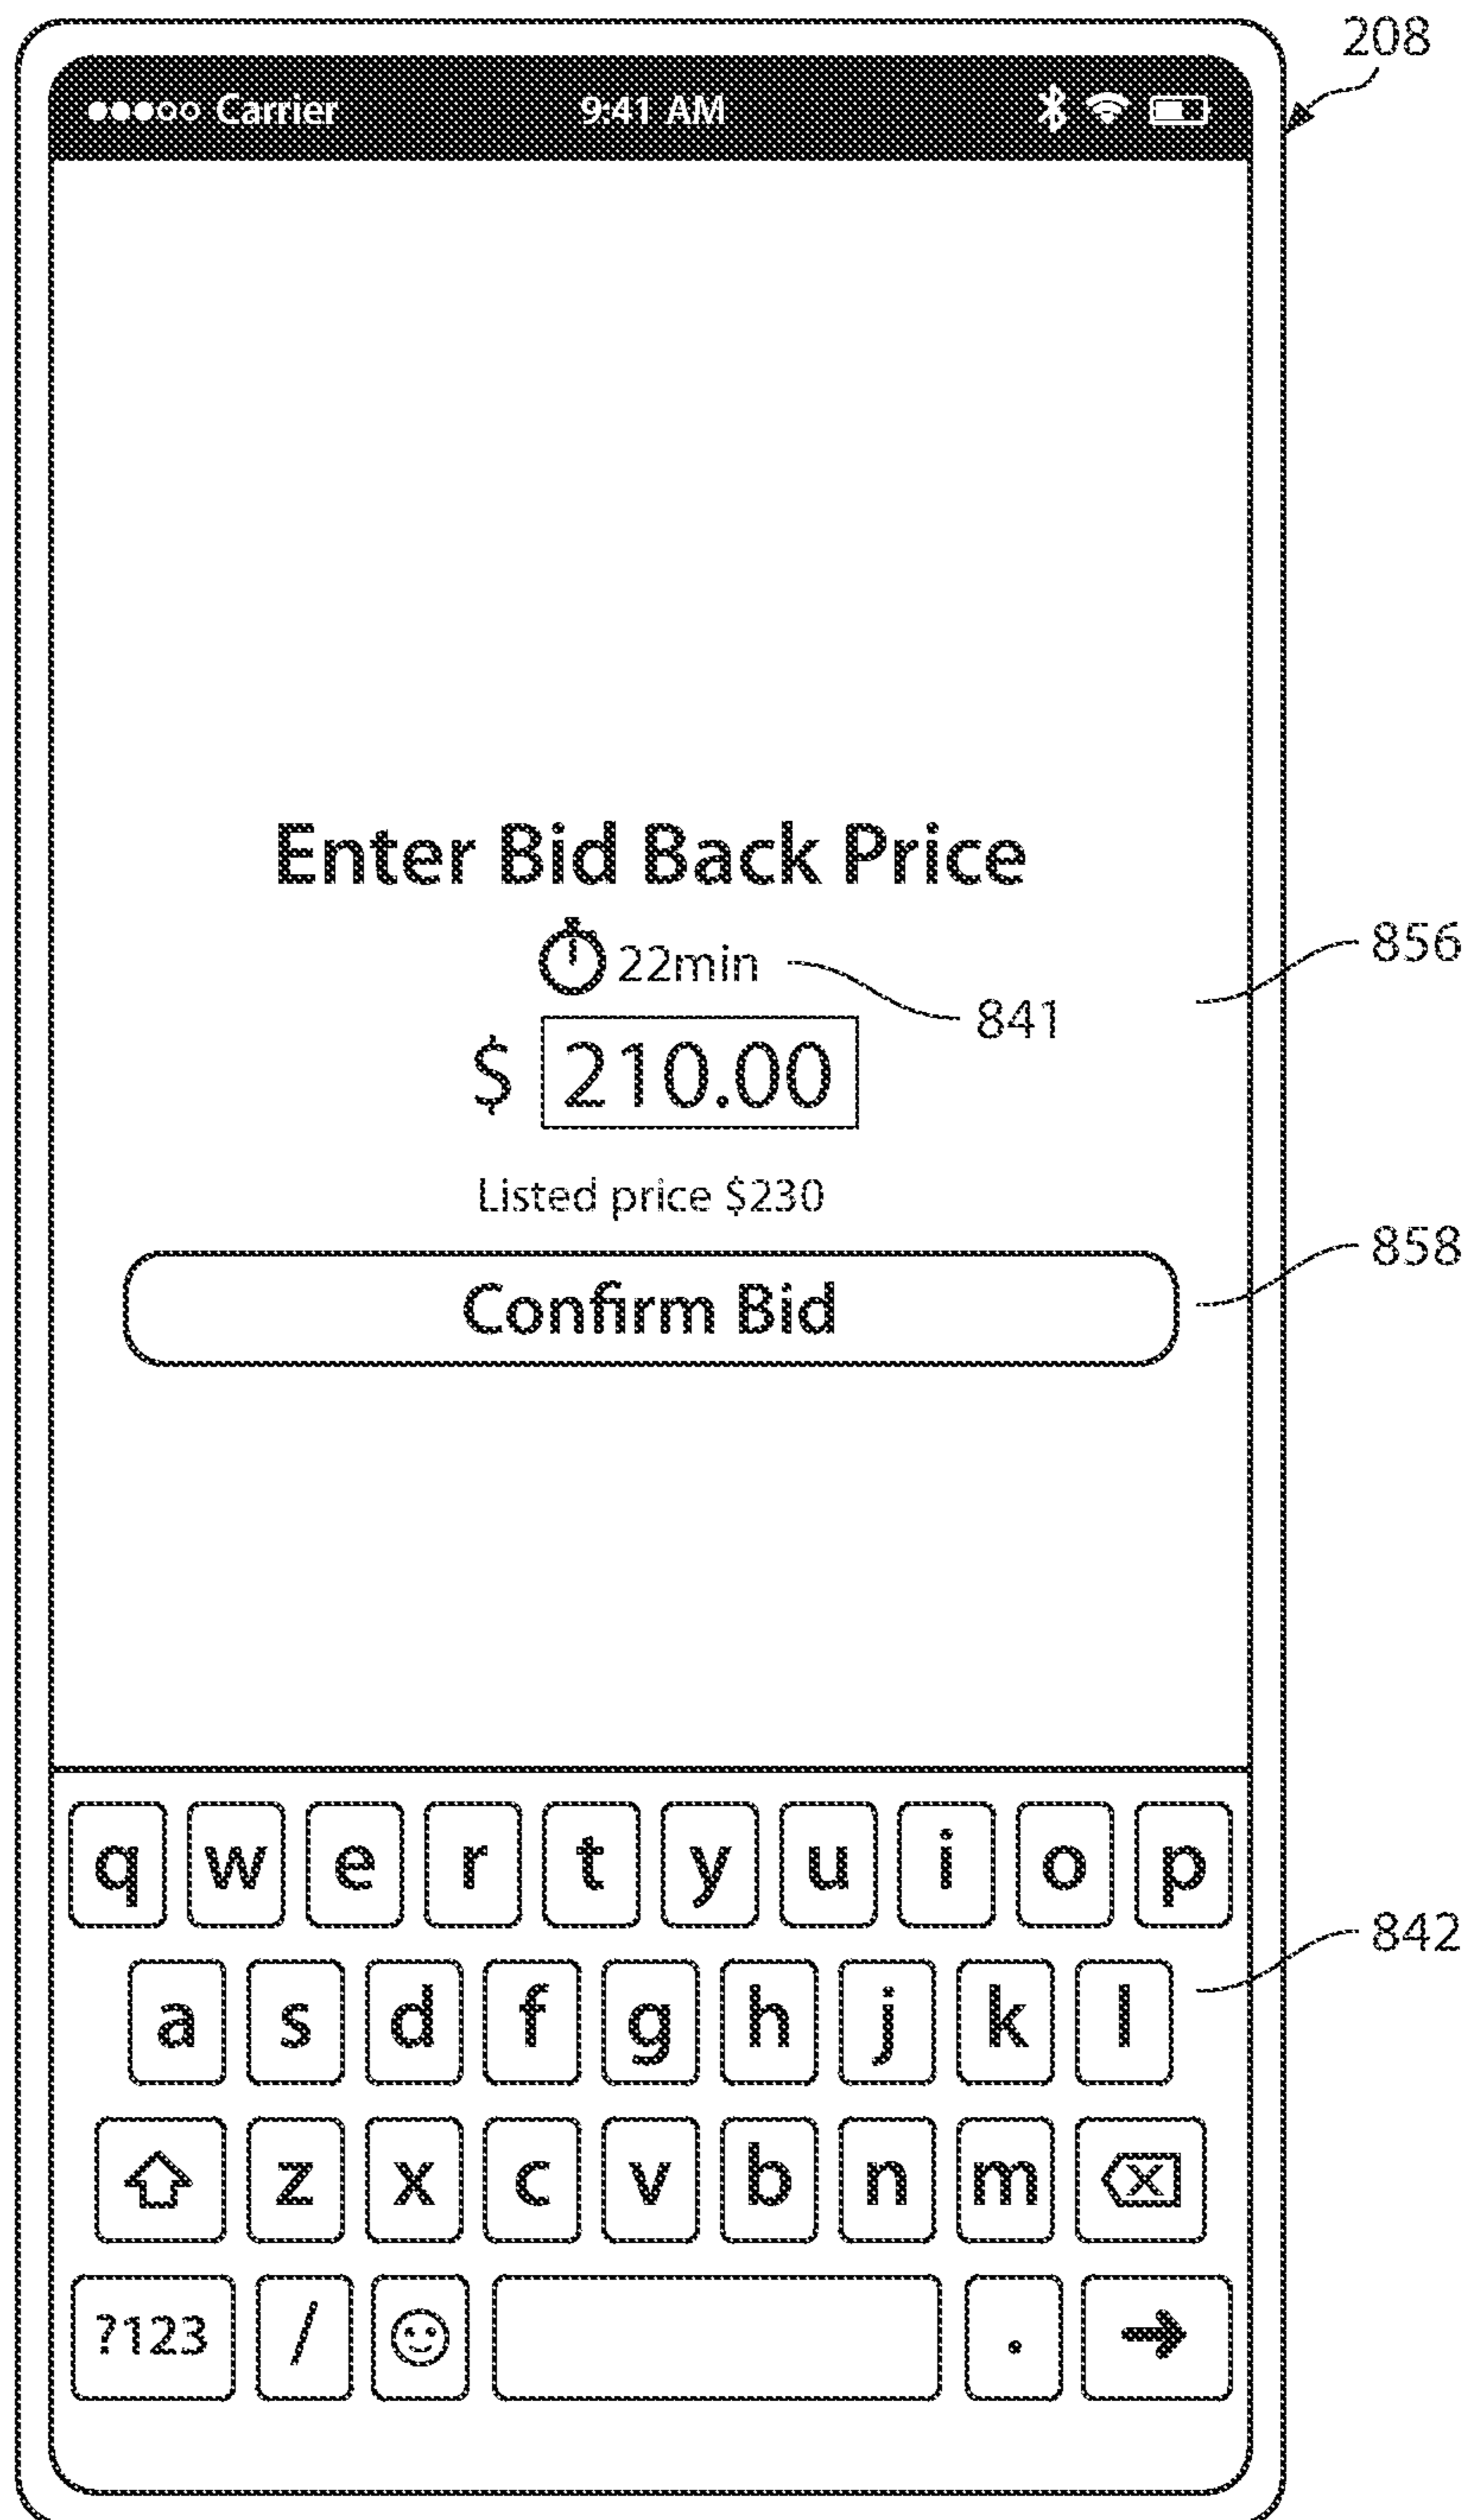 208
Carrier 9:41 AM
Enter Bid Back Price
22min
856
841
$ 210.00
Listed price $230
858
Confirm Bid
q w e r t y u i o p
842
a s d f g h j k l
z x c v b n m
?123 / .